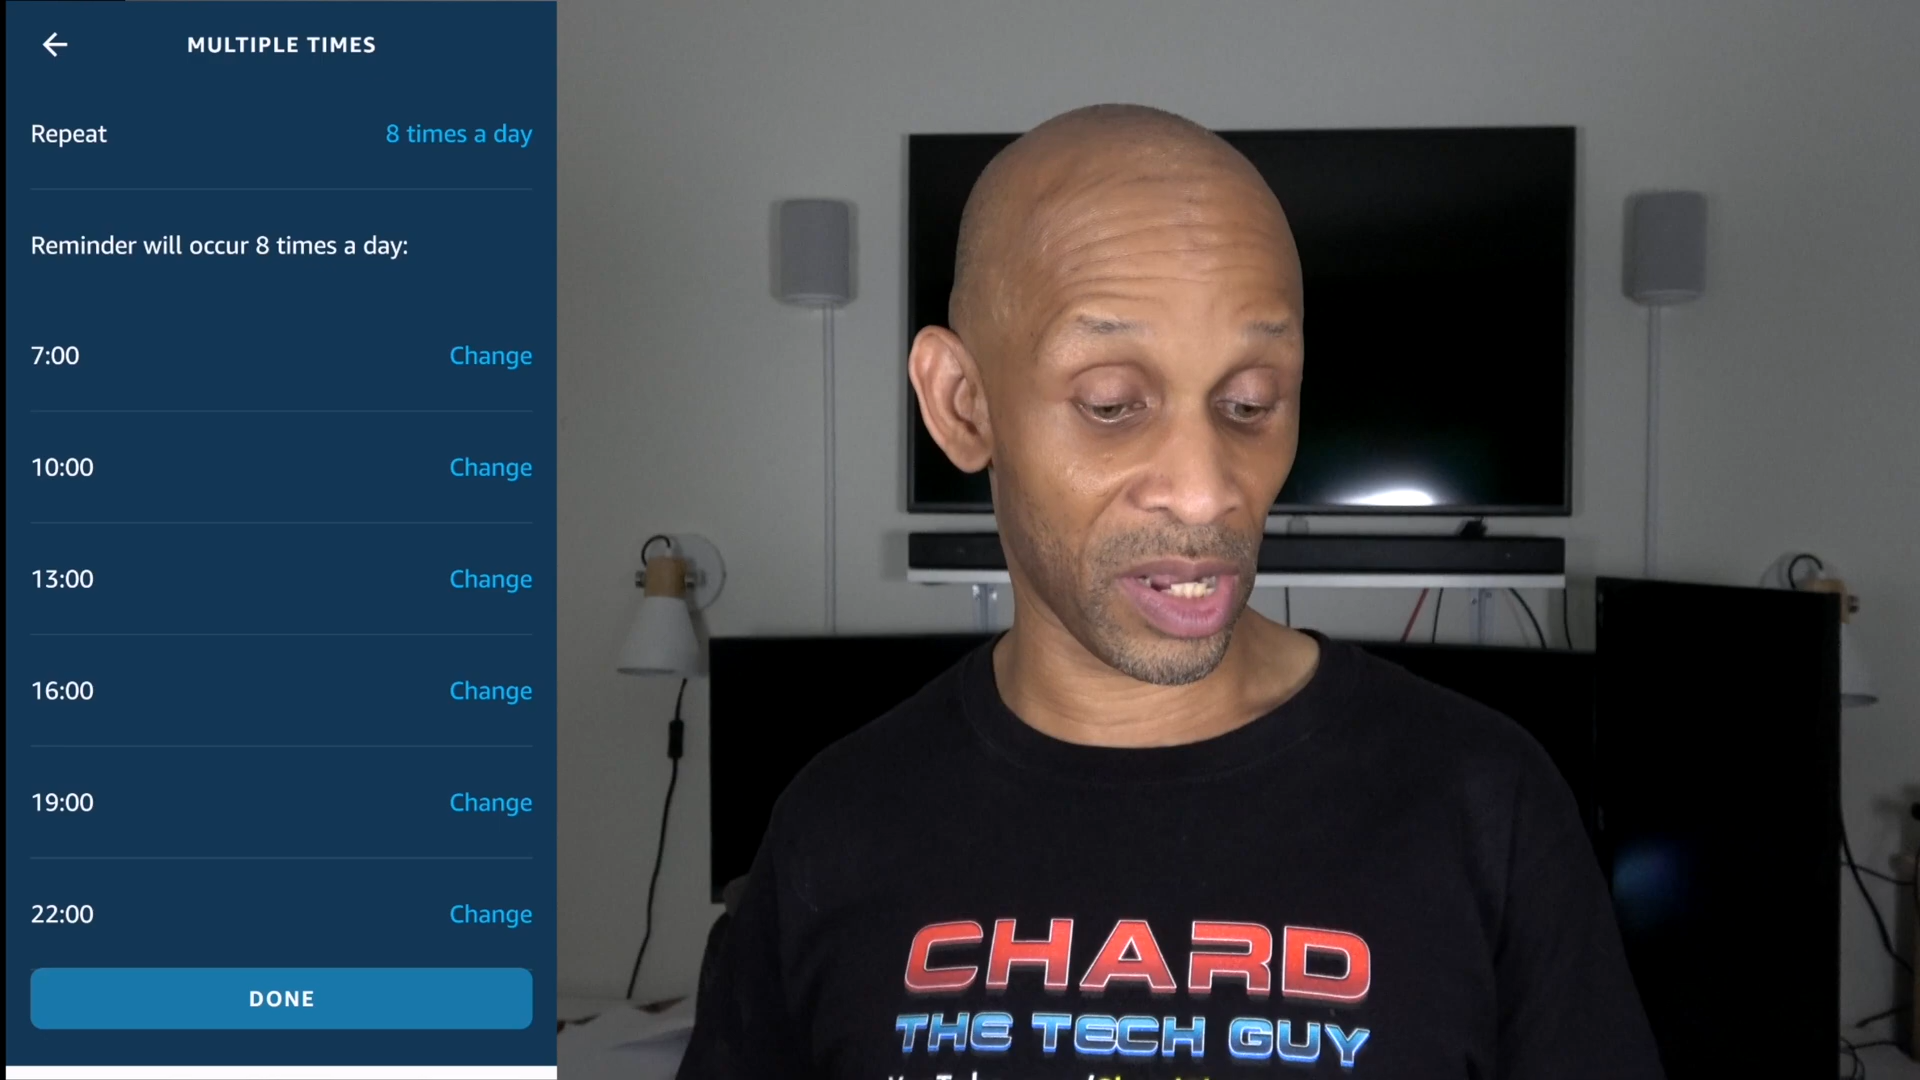 MULTIPLE TIMES
Repeat 8 times a day
Reminder will occur 8 times a day:
7:00 Change
10:00 Change
13:00 Change
16:00 Change
19:00 Change
22:00 Change
DONE
CHARD
THE TECH GUY